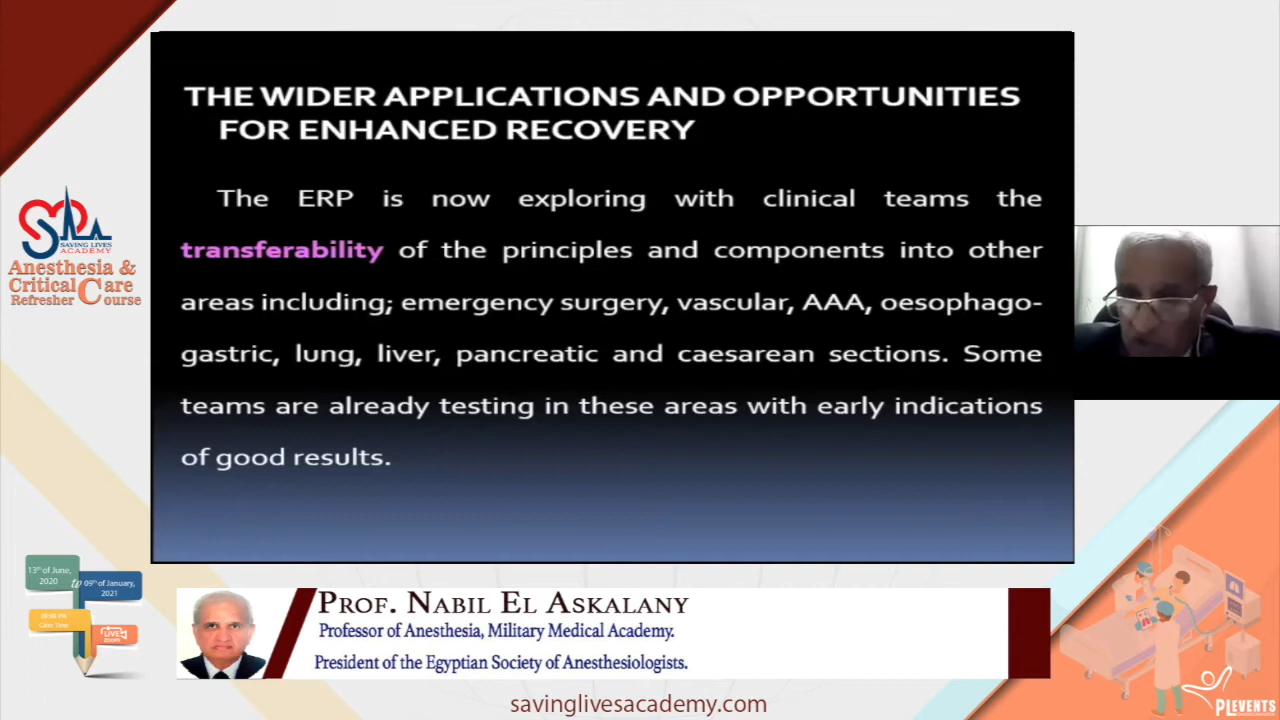 THE WIDER APPLICATIONS AND OPPORTUNITIES
FOR ENHANCED RECOVERY
The ERP is now exploring with clinical teams the
transferability of the principles and components into other
areas including; emergency surgery, vascular, AAA, oesophago-
gastric, lung, liver, pancreatic and caesarean sections. Some
teams are already testing in these areas with early indications
of good results.
SAVING LIVES
ACADEMY
Anesthesia &
Critical Care
Refresher Course
13th of June,
2020
to
09th of January,
2021
Cairo Time
LIVE
ZOOM
PROF. NABIL EL ASKALANY
Professor of Anesthesia, Military Medical Academy.
President of the Egyptian Society of Anesthesiologists.
savinglivesacademy.com
PLEVENTS